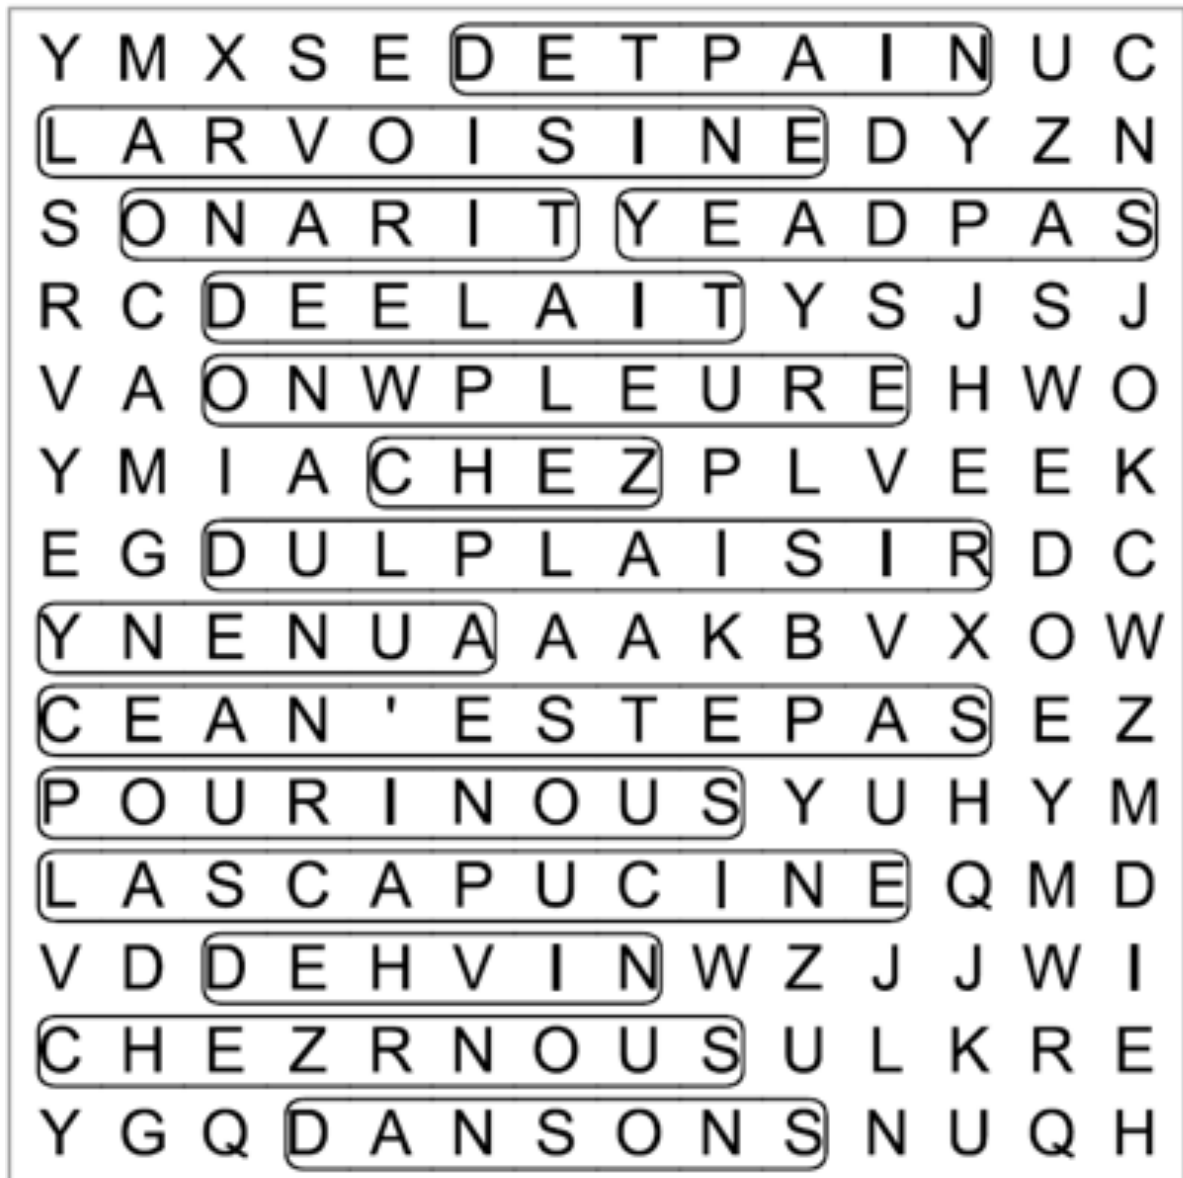 Y M X S E D E T P A I N U C
L A R V O I S I N E D Y Z N
S O N A R I T Y E A D P A S
R C D E E L A I T Y S J S J
V A O N W P L E U R E H W O
Y M I A C H E Z P L V E E K
E G D U L P L A I S I R D C
Y N E N U A A A K B V X O W
C E A N ' E S T E P A S E Z
P O U R I N O U S Y U H Y M
L A S C A P U C I N E Q M D
V D D E H V I N W Z J J W I
C H E Z R N O U S U L K R E
Y G Q D A N S O N S N U Q H